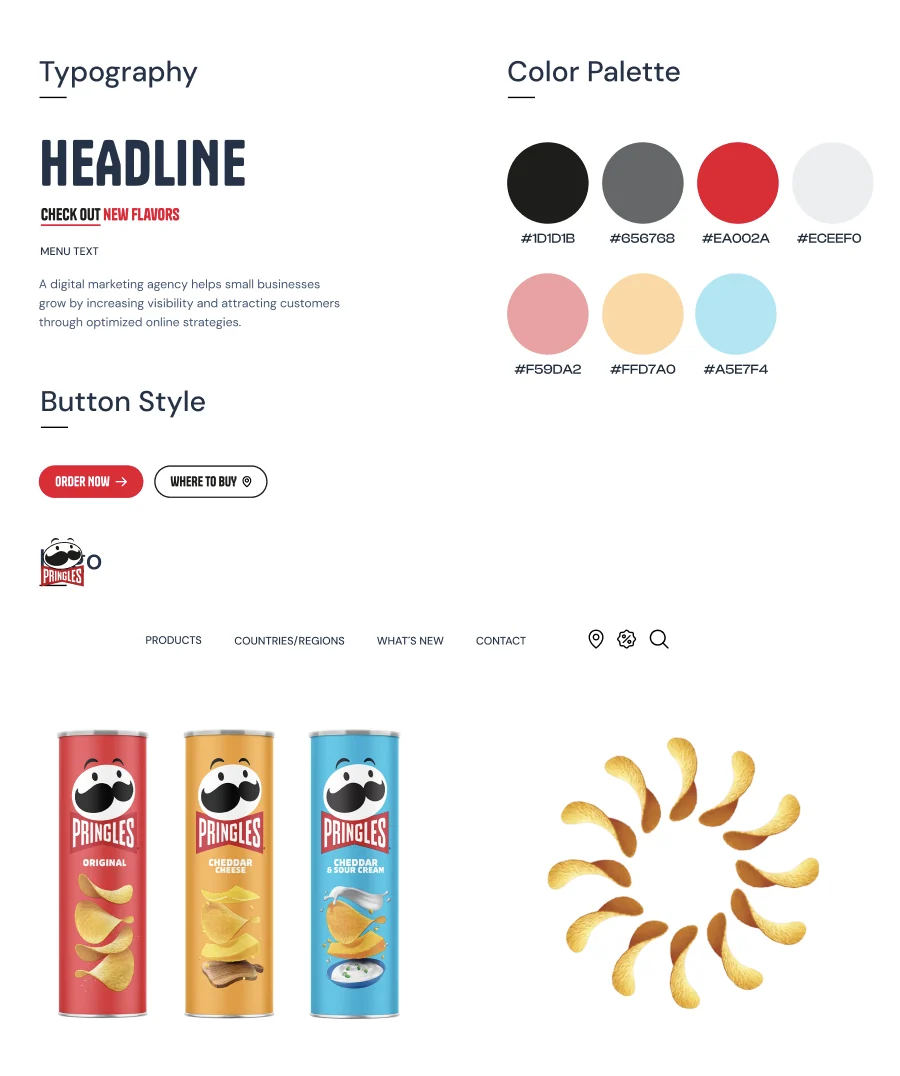 Typography
HEADLINE
CHECK OUT NEW FLAVORS
MENU TEXT
A digital marketing agency helps small businesses
grow by increasing visibility and attracting customers
through optimized online strategies.
Color Palette
#1D1D1B #656768 #EA002A #ECEEF0
#F59DA2 #FFD7A0 #A5E7F4
Button Style
ORDER NOW
WHERE TO BUY
PRINGLES
PRODUCTS COUNTRIES/REGIONS WHAT'S NEW CONTACT
PRINGLES
ORIGINAL
PRINGLES
CHEDDAR
CHEESE
PRINGLES
CHEDDAR
& SOUR CREAM